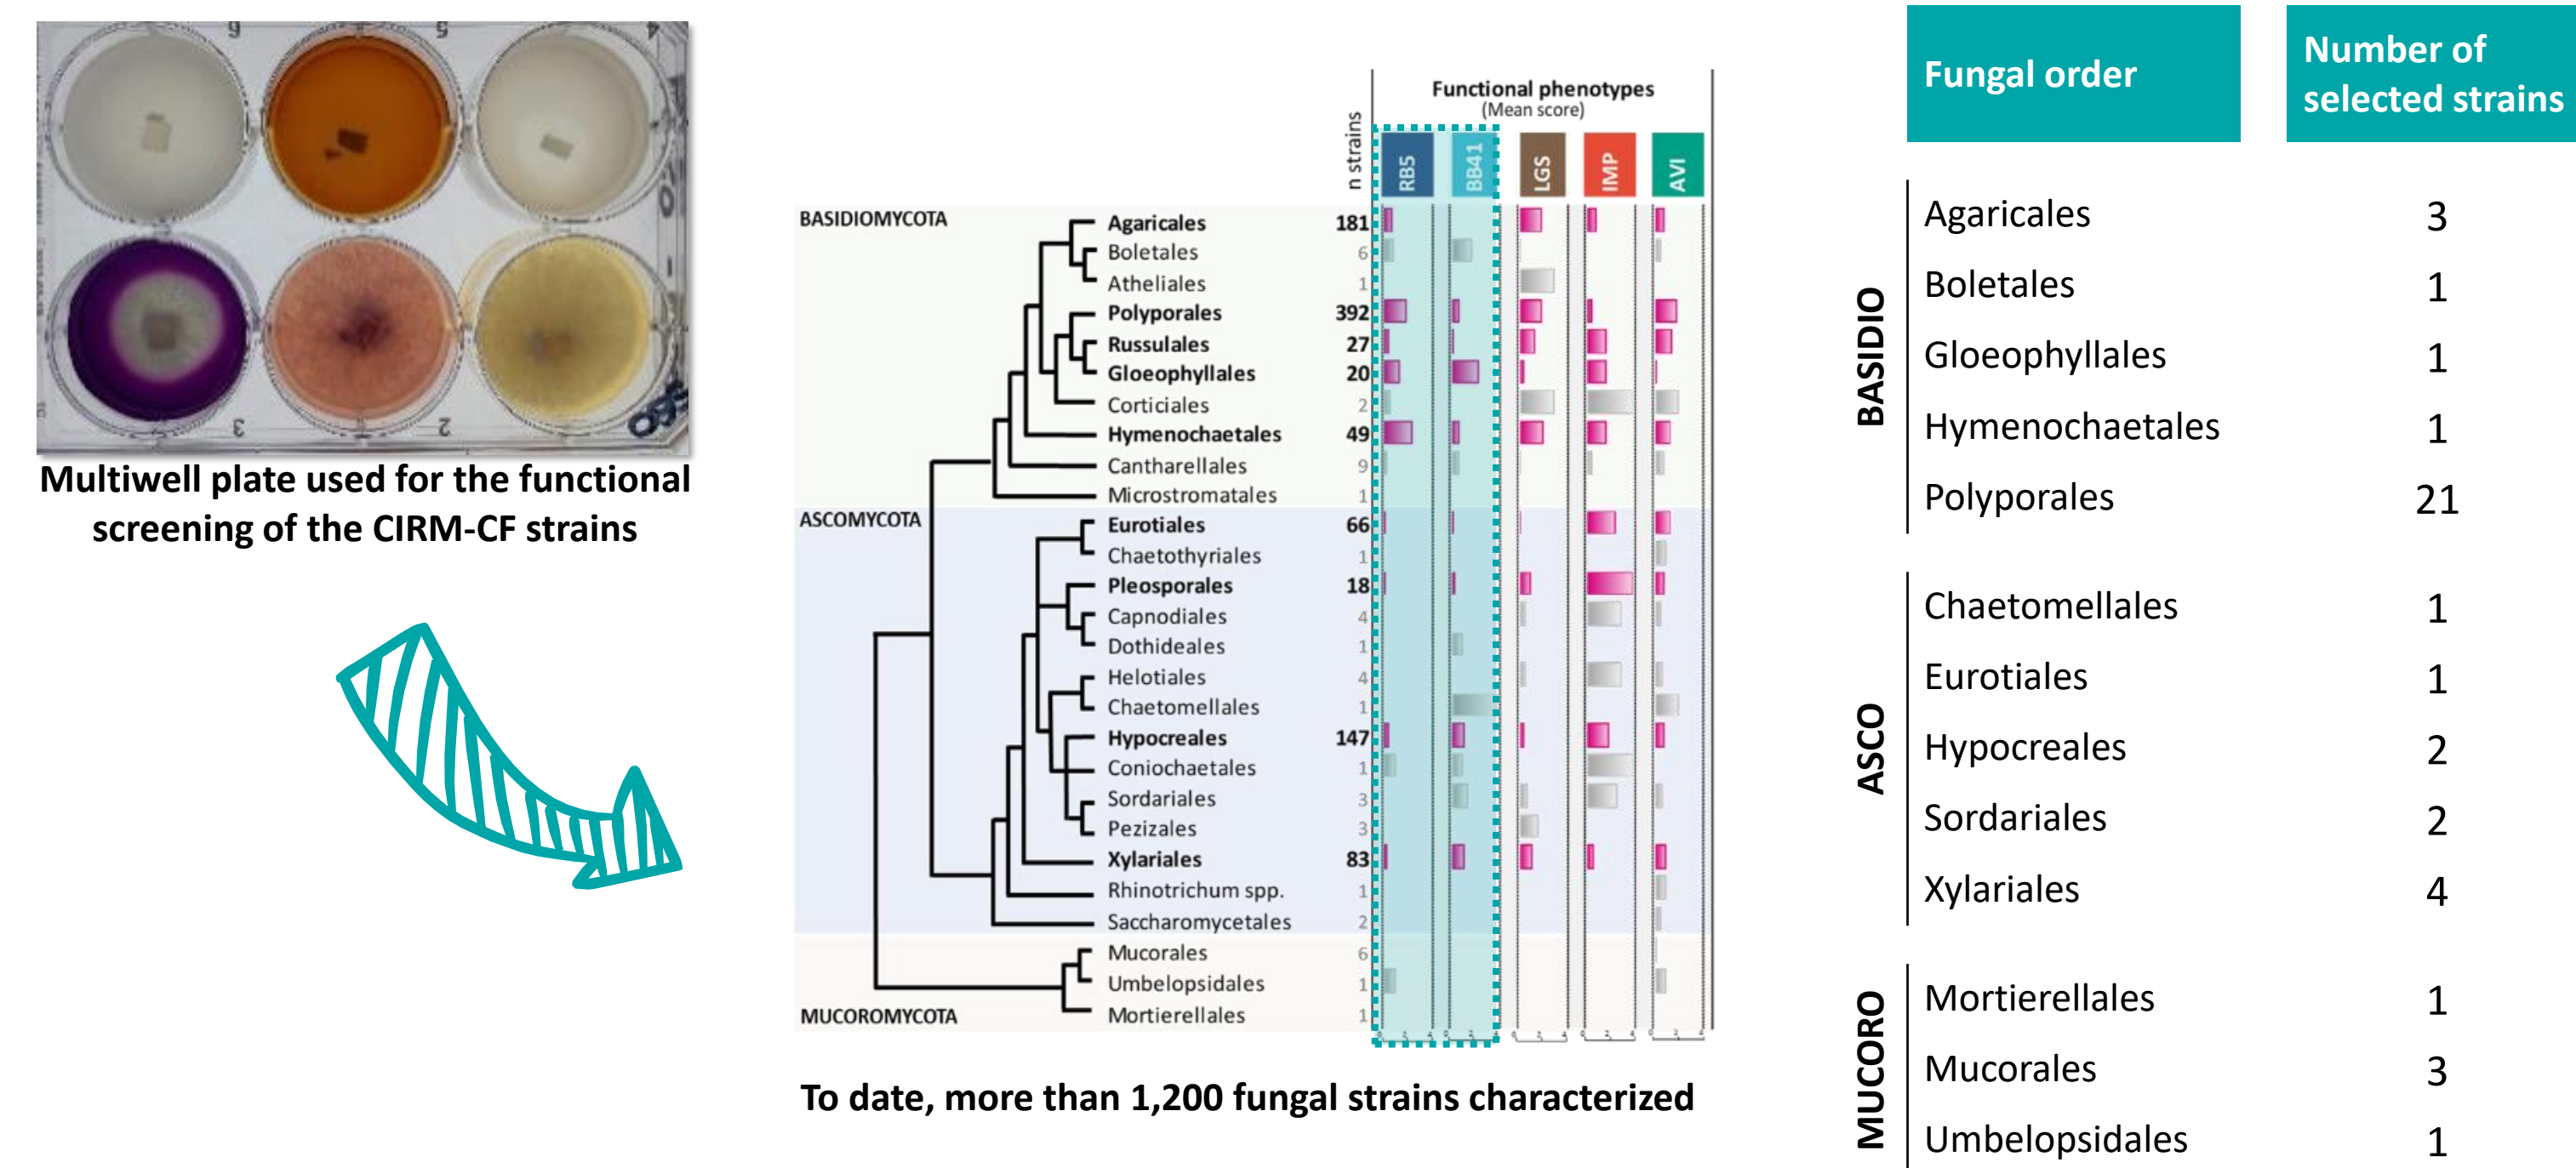 Multiwell plate used for the functional
screening of the CIRM-CF strains
Functional phenotypes
(Mean score)
n strains
RB5
BB41
LGS
IMP
AVI
BASIDIOMYCOTA
Agaricales 181
Boletales 6
Atheliales 1
Polyporales 392
Russulales 27
Gloeophyllales 20
Corticiales 2
Hymenochaetales 49
Cantharellales 9
Microstromatales 1
ASCOMYCOTA
Eurotiales 66
Chaetothyriales 1
Pleosporales 18
Capnodiales 4
Dothideales 1
Helotiales 4
Chaetomellales 1
Hypocreales 147
Coniochaetales 1
Sordariales 3
Pezizales 3
Xylariales 83
Rhinotrichum spp. 1
Saccharomycetales 2
Mucorales 6
Umbelopsidales 1
MUCOROMYCOTA
Mortierellales 1
To date, more than 1,200 fungal strains characterized
Fungal order
Number of
selected strains
BASIDIO
Agaricales 3
Boletales 1
Gloeophyllales 1
Hymenochaetales 1
Polyporales 21
ASCO
Chaetomellales 1
Eurotiales 1
Hypocreales 2
Sordariales 2
Xylariales 4
MUCORO
Mortierellales 1
Mucorales 3
Umbelopsidales 1